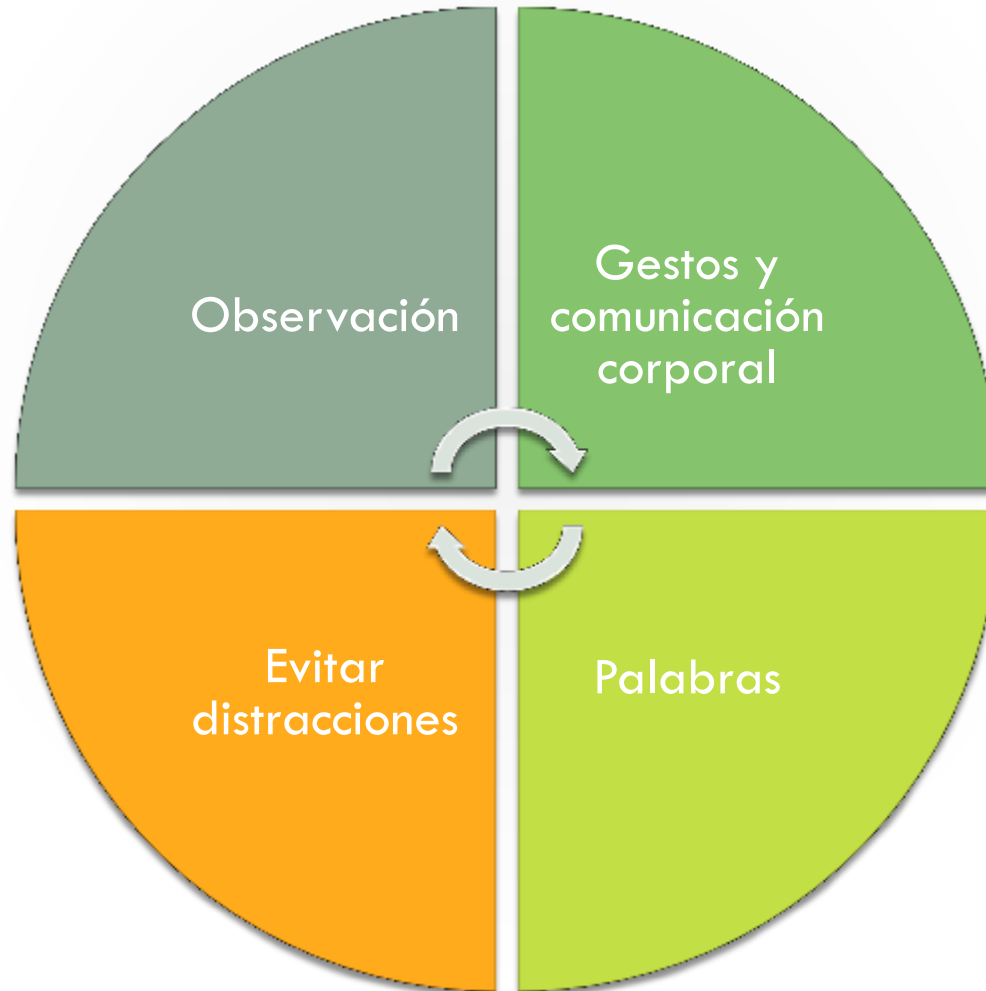 Observación
Gestos y
comunicación
corporal
Evitar
distracciones
Palabras